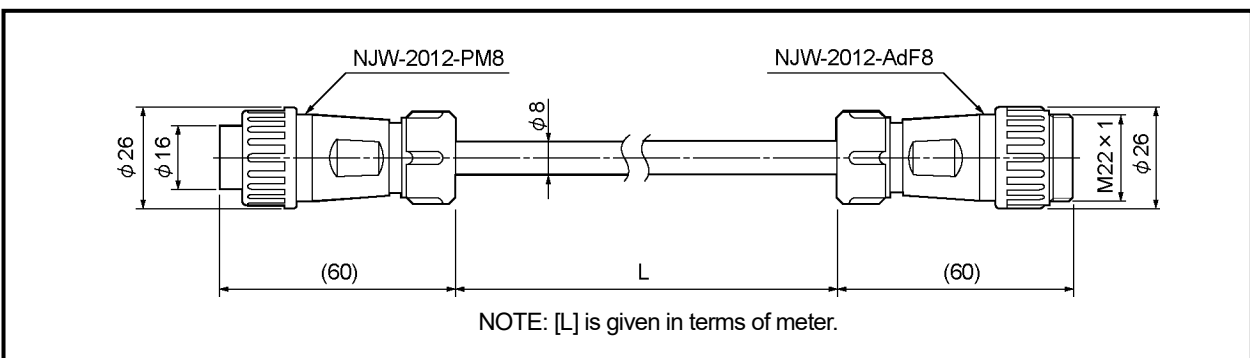 NJW-2012-PM8
NJW-2012-AdF8
φ26
φ16
φ8
M22×1
φ26
(60)
L
(60)
NOTE: [L] is given in terms of meter.